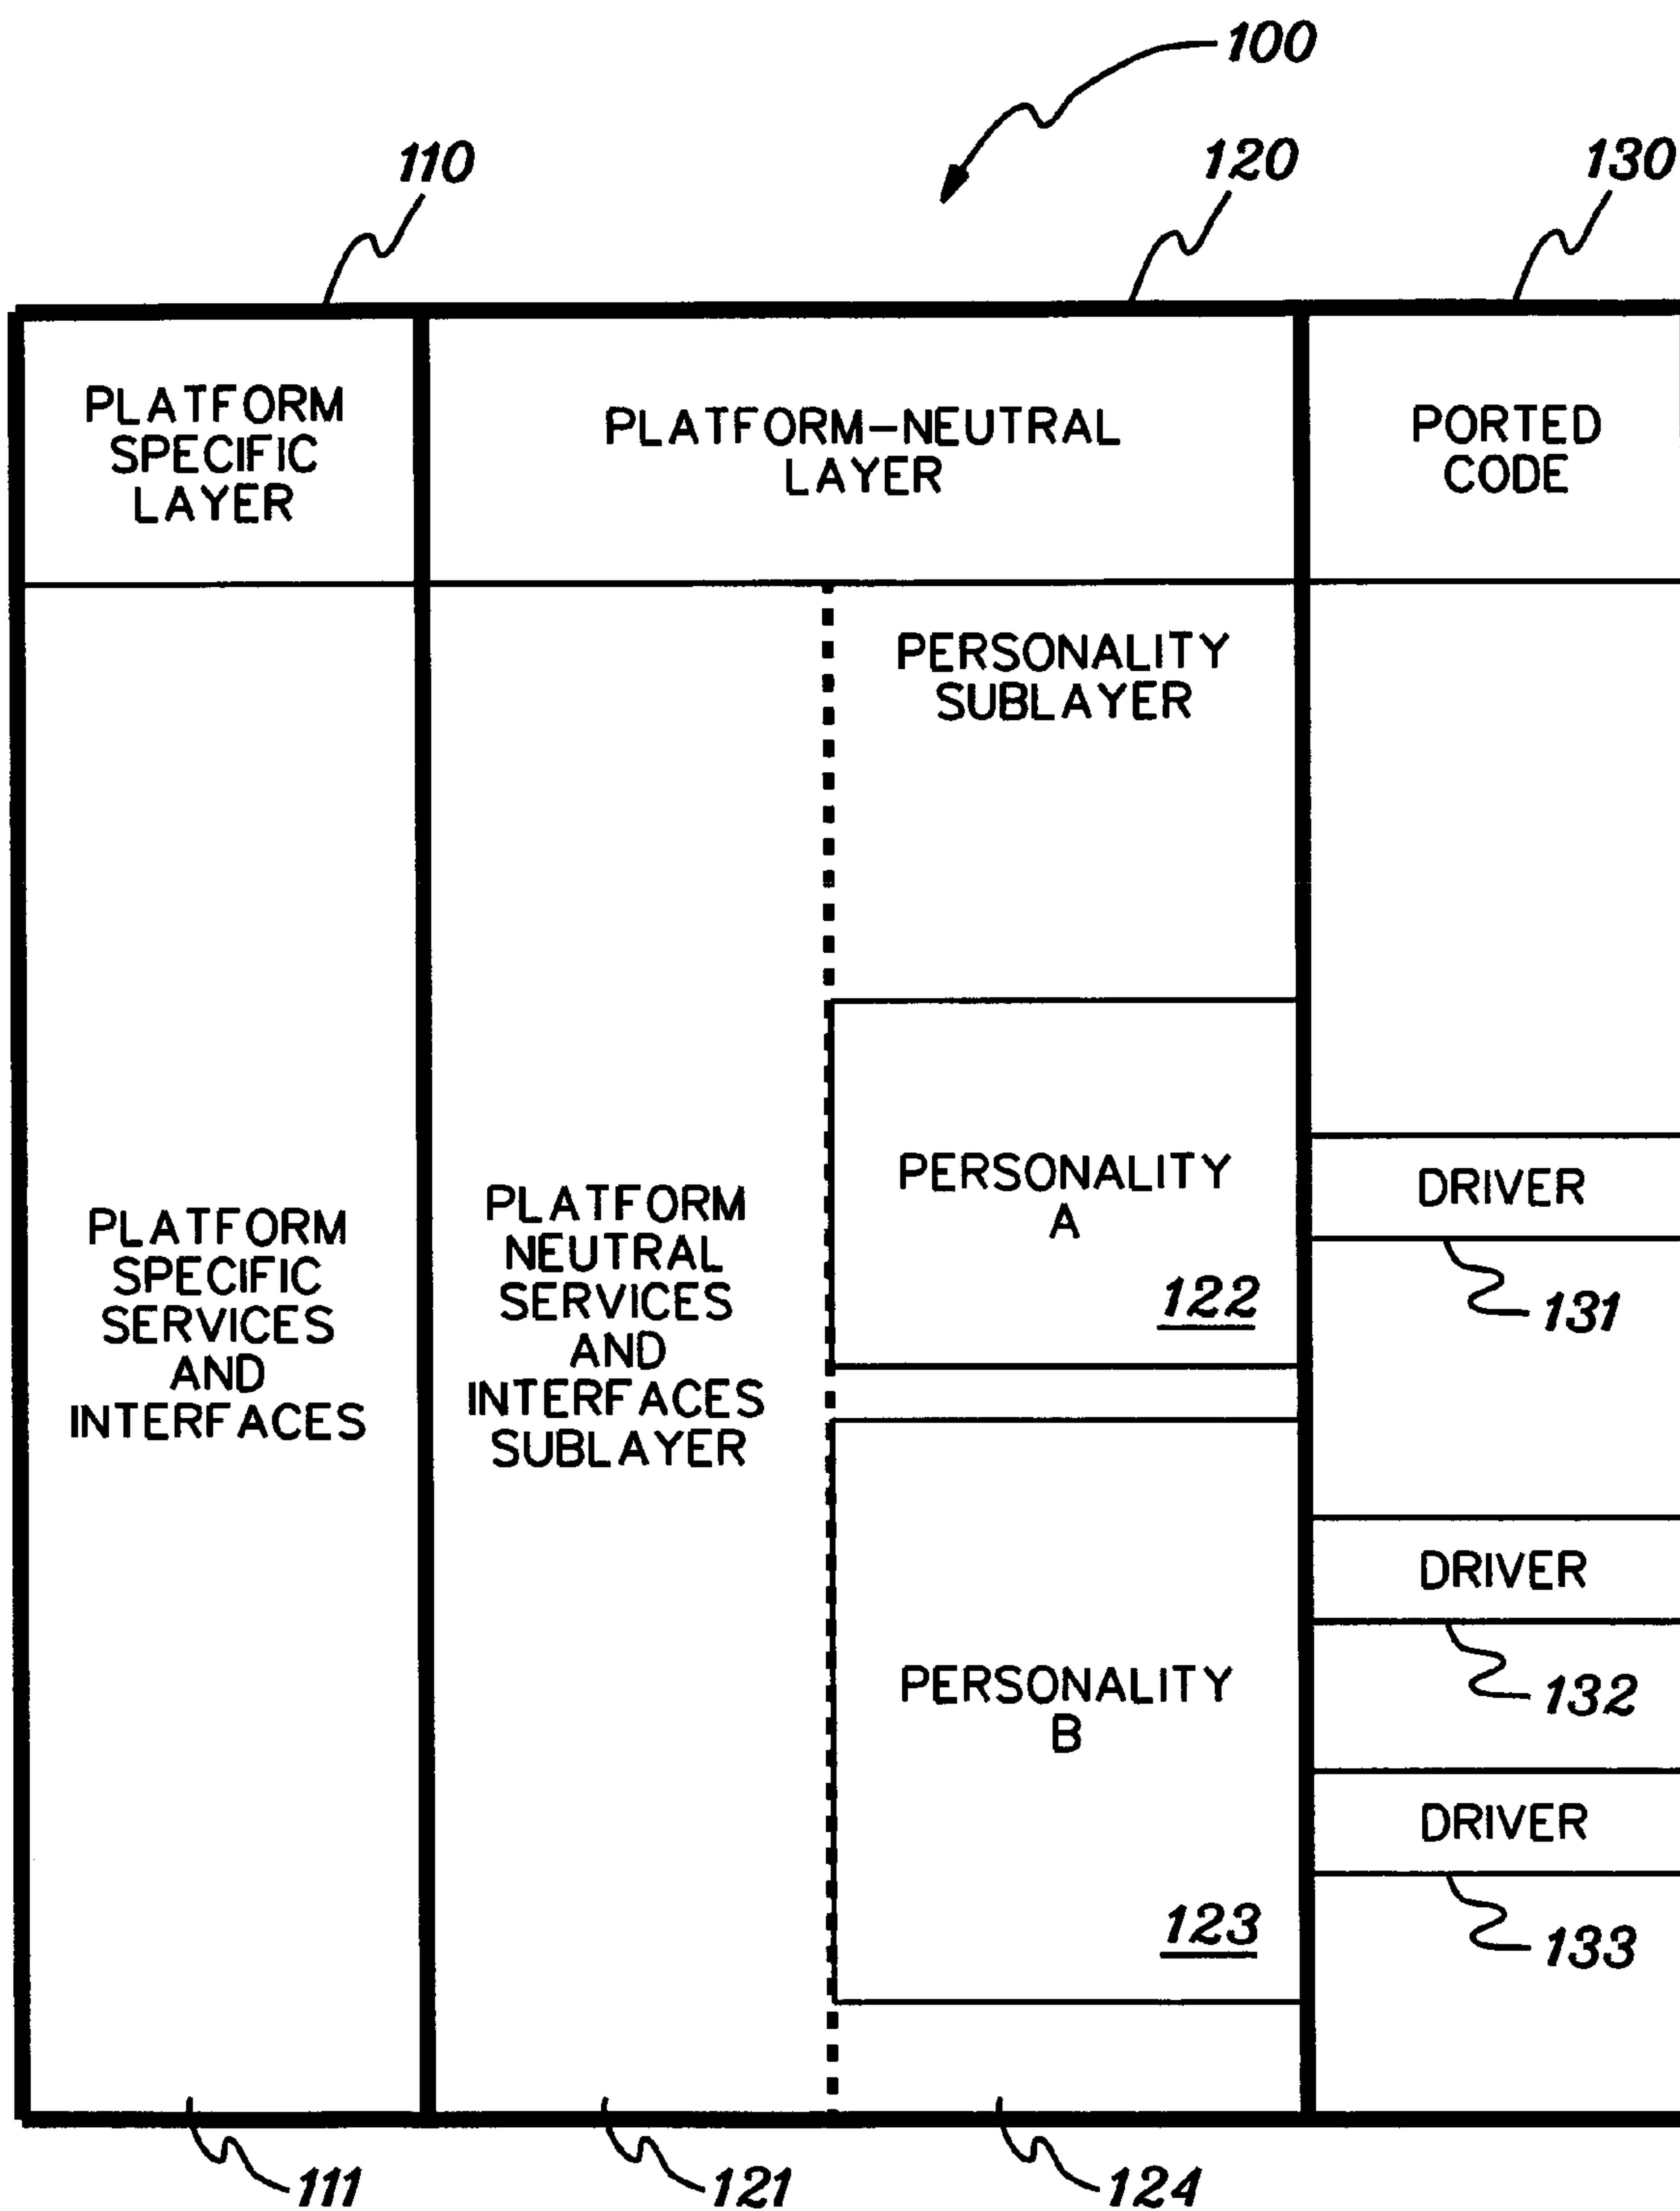 100
110
120
130
PLATFORM
SPECIFIC
LAYER
PLATFORM-NEUTRAL
LAYER
PORTED
CODE
PERSONALITY
SUBLAYER
PLATFORM
SPECIFIC
SERVICES
AND
INTERFACES
PLATFORM
NEUTRAL
SERVICES
AND
INTERFACES
SUBLAYER
PERSONALITY
A
122
DRIVER
131
PERSONALITY
B
123
DRIVER
132
DRIVER
133
111
121
124